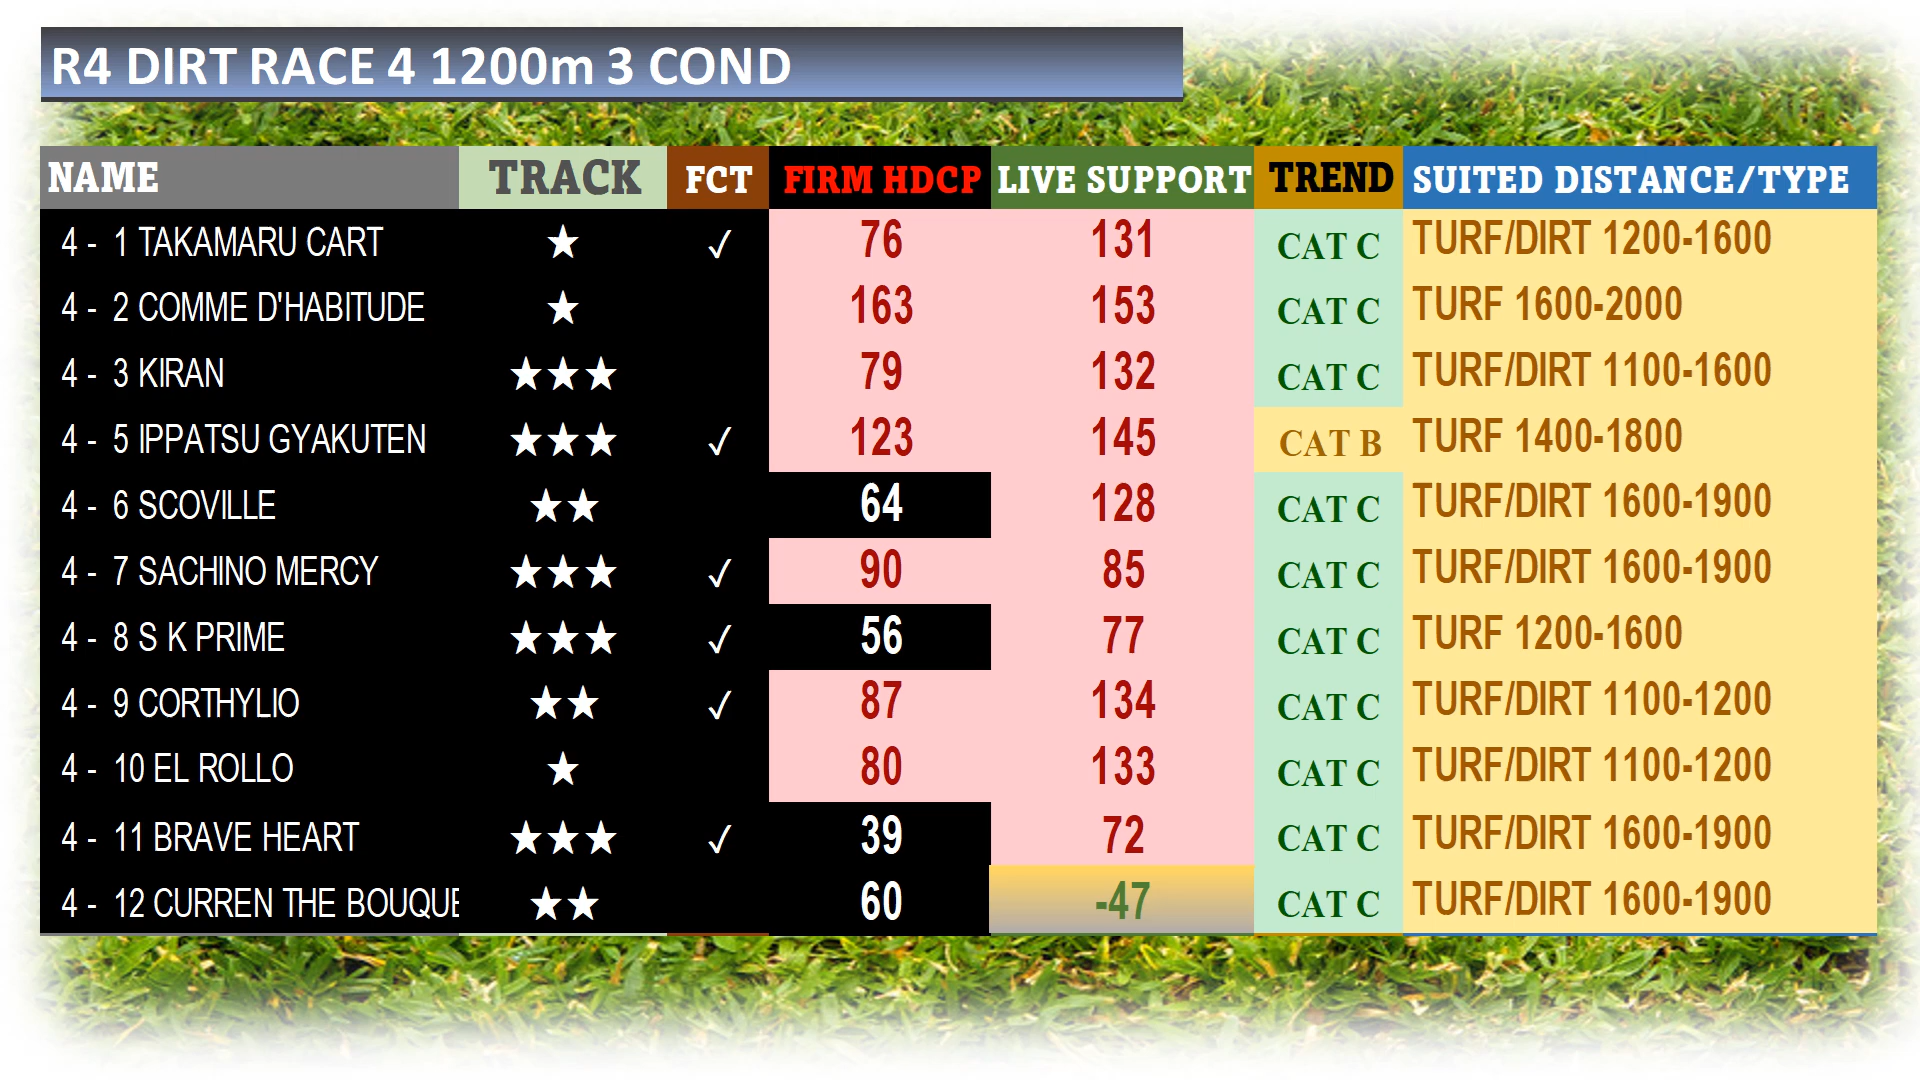 R4 DIRT RACE 4 1200m 3 COND
NAME TRACK FCT FIRM HDCP LIVE SUPPORT TREND SUITED DISTANCE/TYPE
4 - 1 TAKAMARU CART ★ ✓ 76 131 CAT C TURF/DIRT 1200-1600
4 - 2 COMME D'HABITUDE ★ 163 153 CAT C TURF 1600-2000
4 - 3 KIRAN ★★★ 79 132 CAT C TURF/DIRT 1100-1600
4 - 5 IPPATSU GYAKUTEN ★★★ ✓ 123 145 CAT B TURF 1400-1800
4 - 6 SCOVILLE ★★ 64 128 CAT C TURF/DIRT 1600-1900
4 - 7 SACHINO MERCY ★★★ ✓ 90 85 CAT C TURF/DIRT 1600-1900
4 - 8 S K PRIME ★★★ ✓ 56 77 CAT C TURF 1200-1600
4 - 9 CORTHYLIO ★★ ✓ 87 134 CAT C TURF/DIRT 1100-1200
4 - 10 EL ROLLO ★ 80 133 CAT C TURF/DIRT 1100-1200
4 - 11 BRAVE HEART ★★★ ✓ 39 72 CAT C TURF/DIRT 1600-1900
4 - 12 CURREN THE BOUQUE ★★ 60 -47 CAT C TURF/DIRT 1600-1900